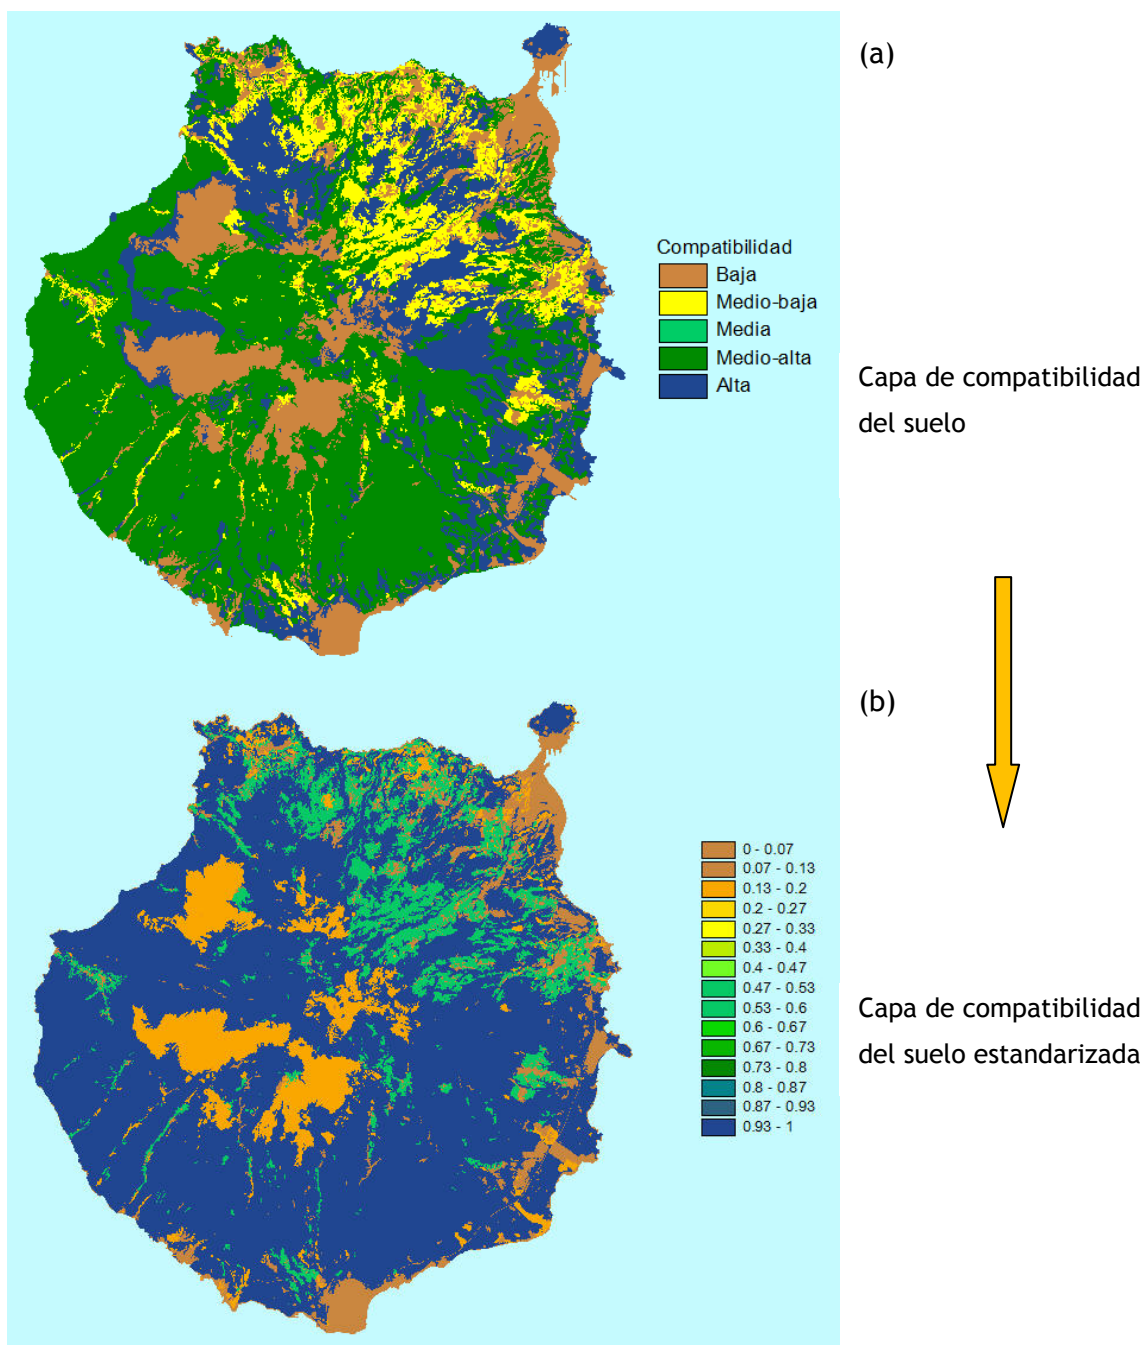 (a)
Compatibilidad
Baja
Medio-baja
Media
Medio-alta
Alta
Capa de compatibilidad
del suelo
(b)
0 - 0.07
0.07 - 0.13
0.13 - 0.2
0.2 - 0.27
0.27 - 0.33
0.33 - 0.4
0.4 - 0.47
0.47 - 0.53
0.53 - 0.6
0.6 - 0.67
0.67 - 0.73
0.73 - 0.8
0.8 - 0.87
0.87 - 0.93
0.93 - 1
Capa de compatibilidad
del suelo estandarizada